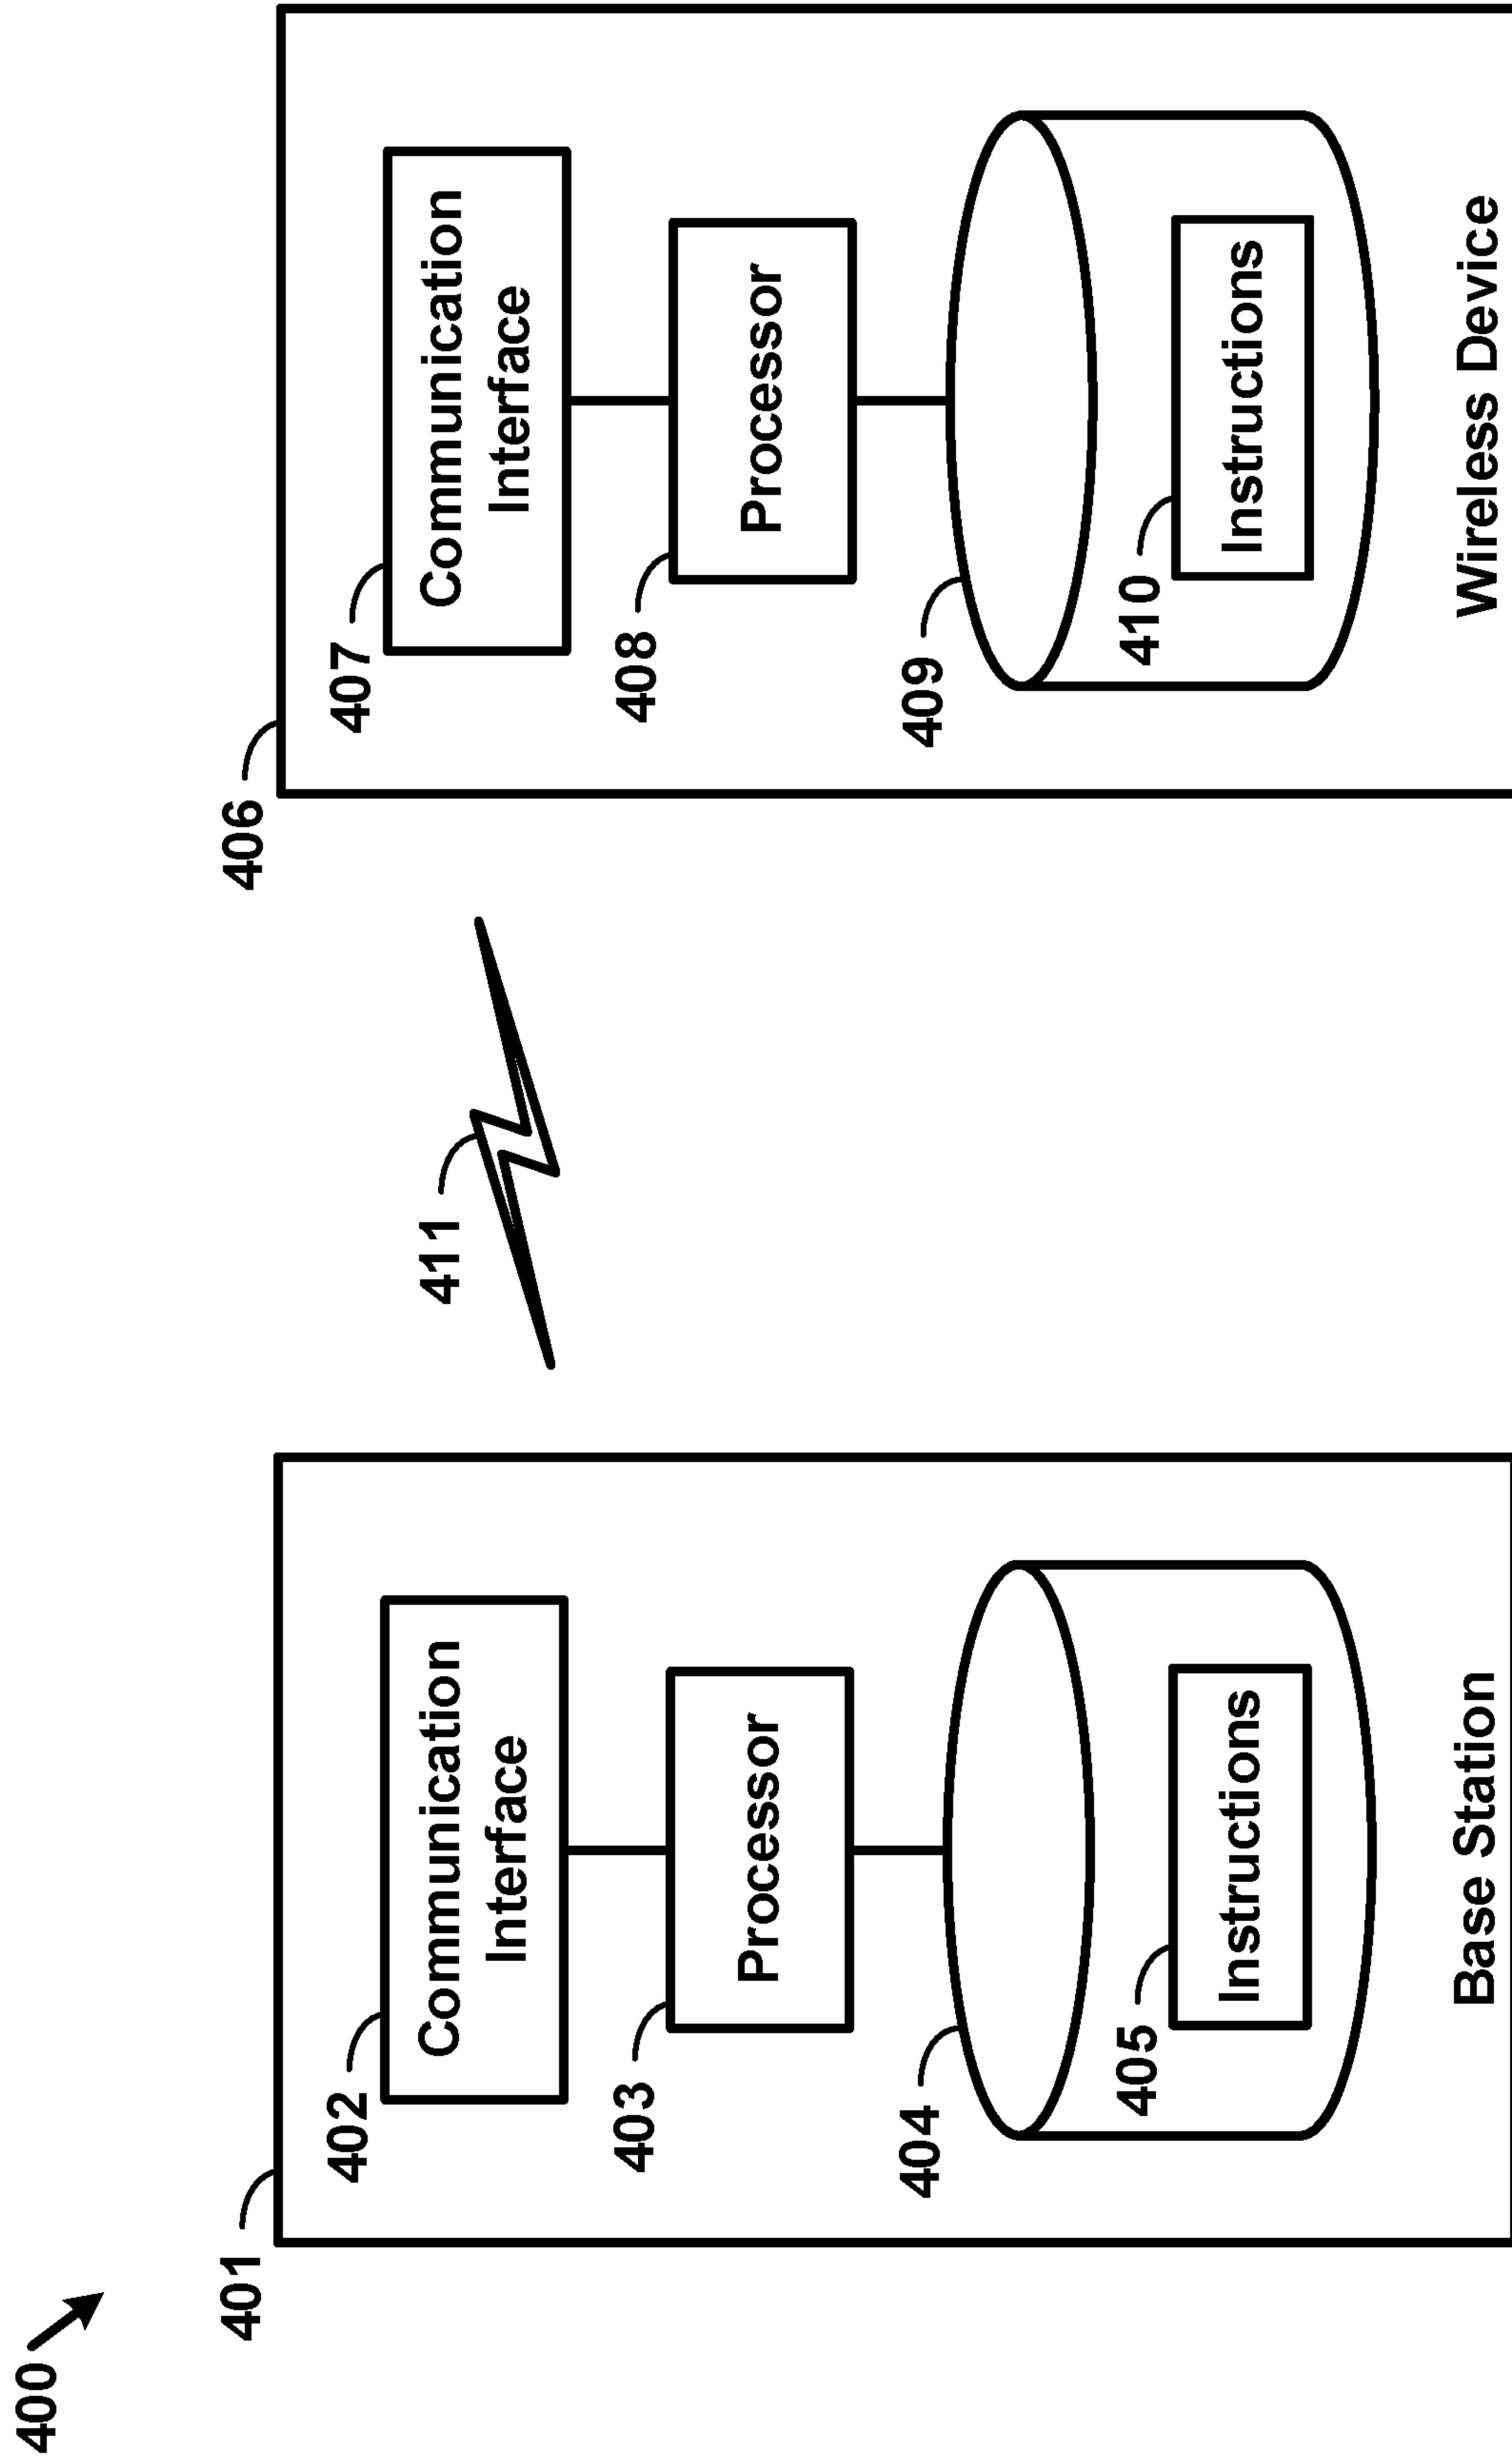 400
401
402
Communication
Interface
403
Processor
404
405
Instructions
Base Station
411
406
407
Communication
Interface
408
Processor
409
410
Instructions
Wireless Device